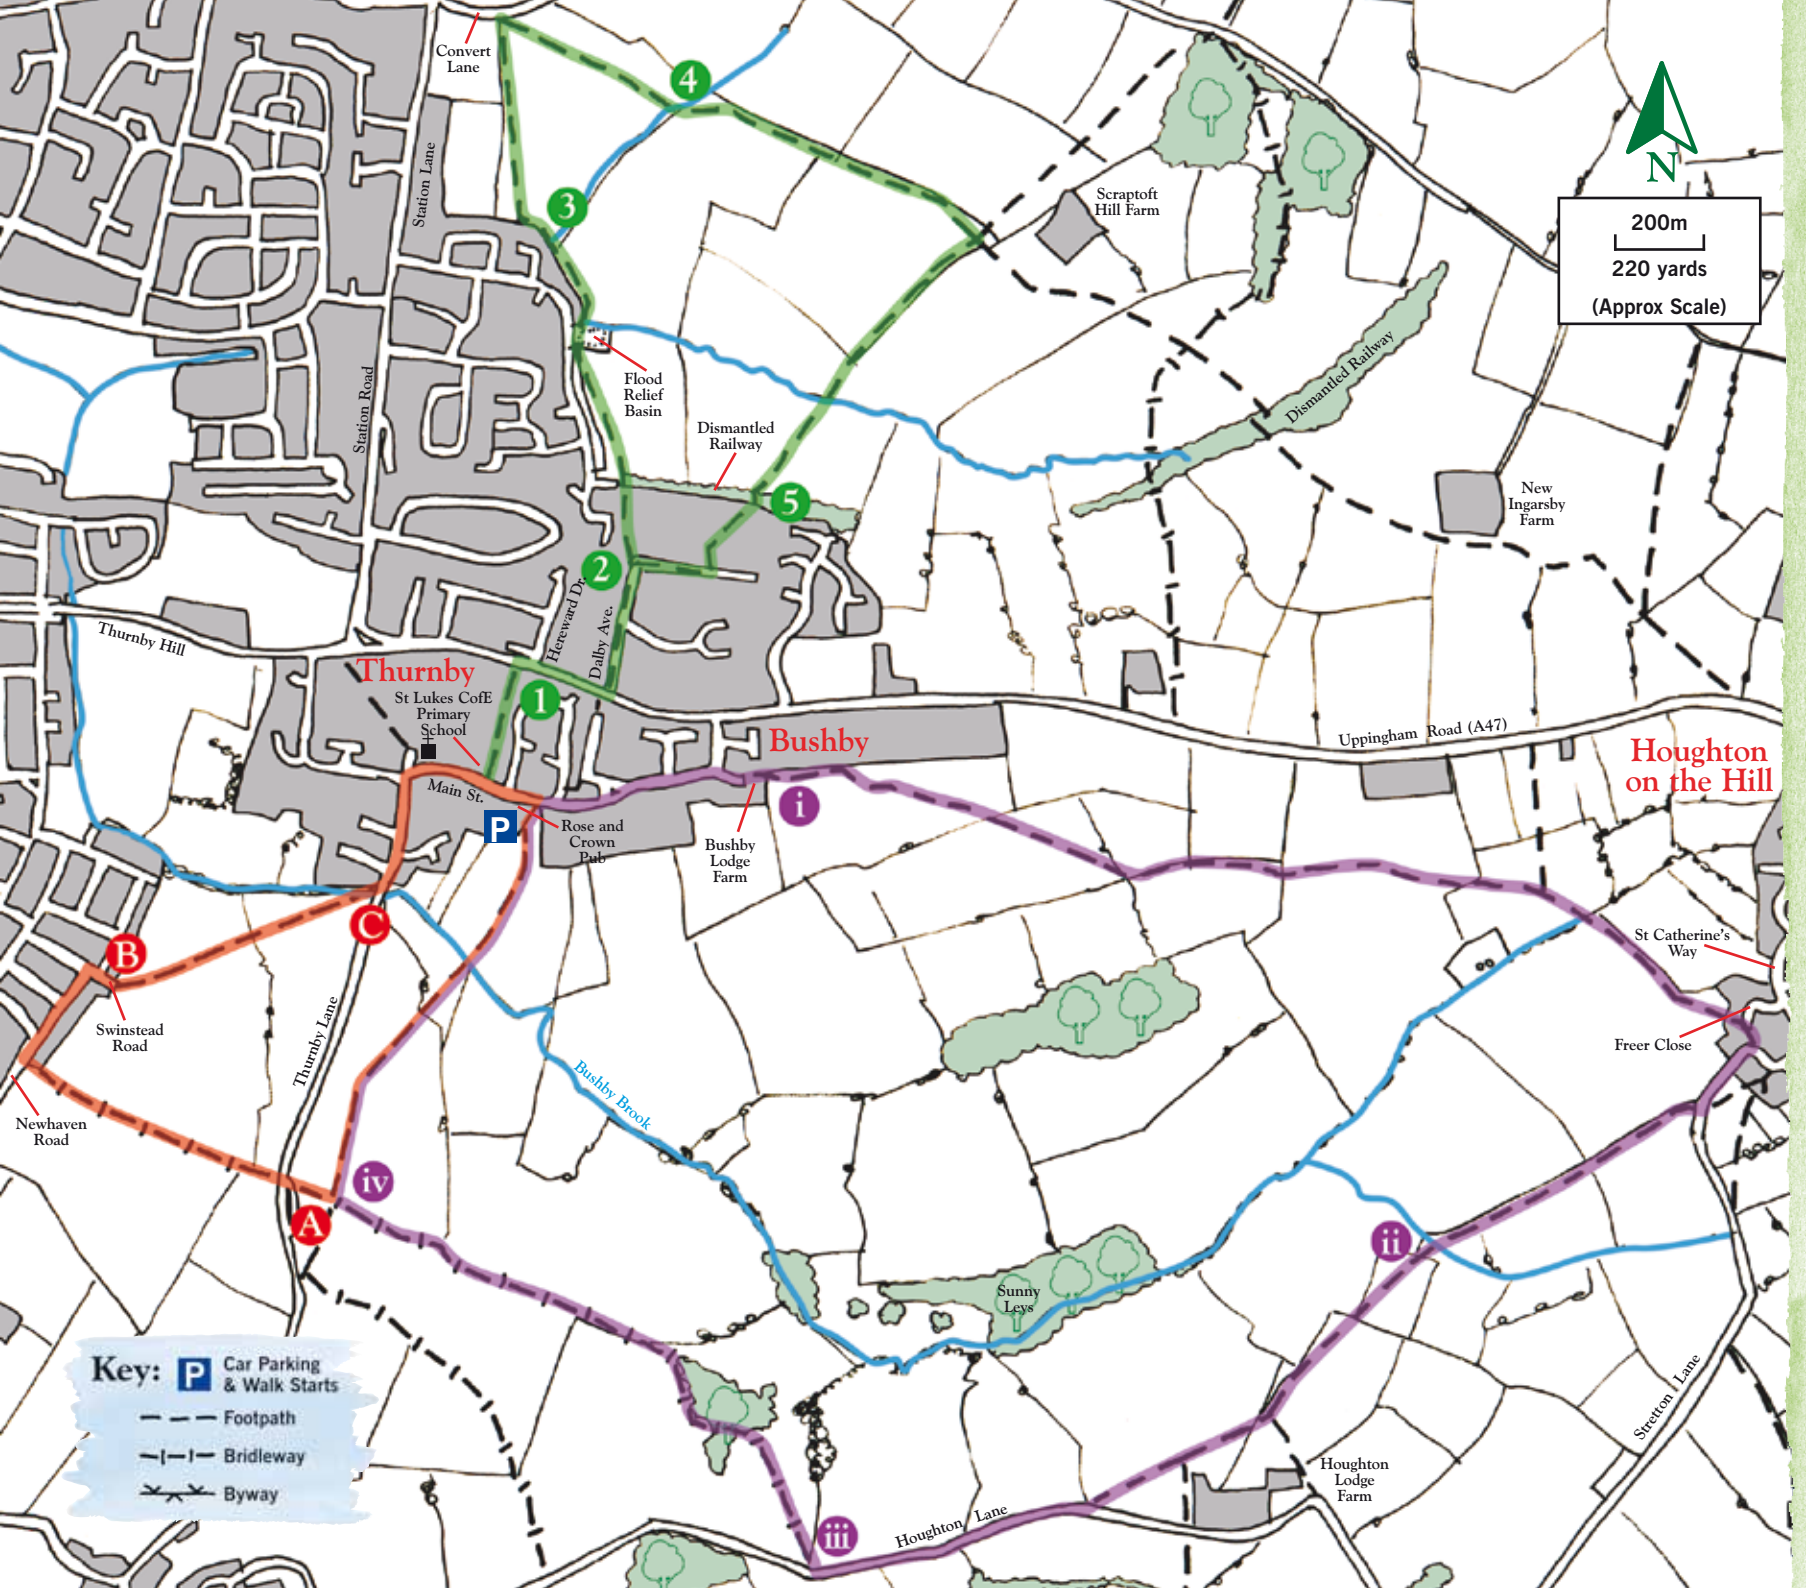 Convert
Lane
4
Station Lane
3
Scraptoft
Hill Farm
N
200m
220 yards
(Approx Scale)
Flood
Relief
Basin
Station Road
Dismantled
Railway
Dismantled Railway
5
New
Ingarsby
Farm
2
Hereward Dr.
Dalby Ave.
Thurnby Hill
Thurnby
St Lukes CofE
Primary
School
1
Bushby
Uppingham Road (A47)
Houghton
on the Hill
Main St.
P
Rose and
Crown
Pub
i
Bushby
Lodge
Farm
C
B
St Catherine's
Way
Swinstead
Road
Thurnby Lane
Freer Close
Bushby Brook
Newhaven
Road
iv
A
ii
Sunny
Leys
Key:
P
Car Parking
& Walk Starts
Footpath
Bridleway
Byway
Stretton Lane
Houghton
Lodge
Farm
iii
Houghton Lane